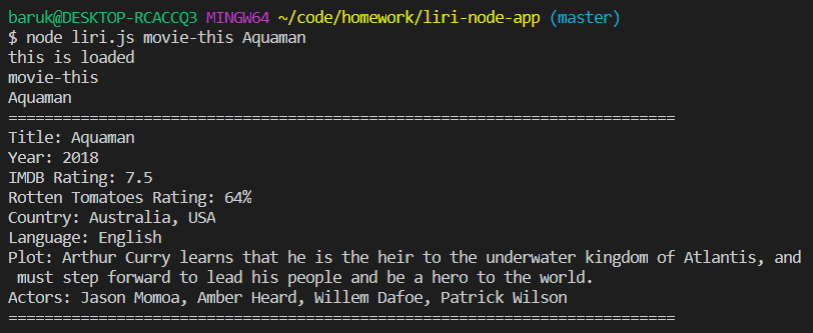 baruk@DESKTOP-RCACCQ3 MINGW64 ~/code/homework/liri-node-app (master)
$ node liri.js movie-this Aquaman
this is loaded
movie-this
Aquaman
==========================================================================
Title: Aquaman
Year: 2018
IMDB Rating: 7.5
Rotten Tomatoes Rating: 64%
Country: Australia, USA
Language: English
Plot: Arthur Curry learns that he is the heir to the underwater kingdom of Atlantis, and
 must step forward to lead his people and be a hero to the world.
Actors: Jason Momoa, Amber Heard, Willem Dafoe, Patrick Wilson
==========================================================================